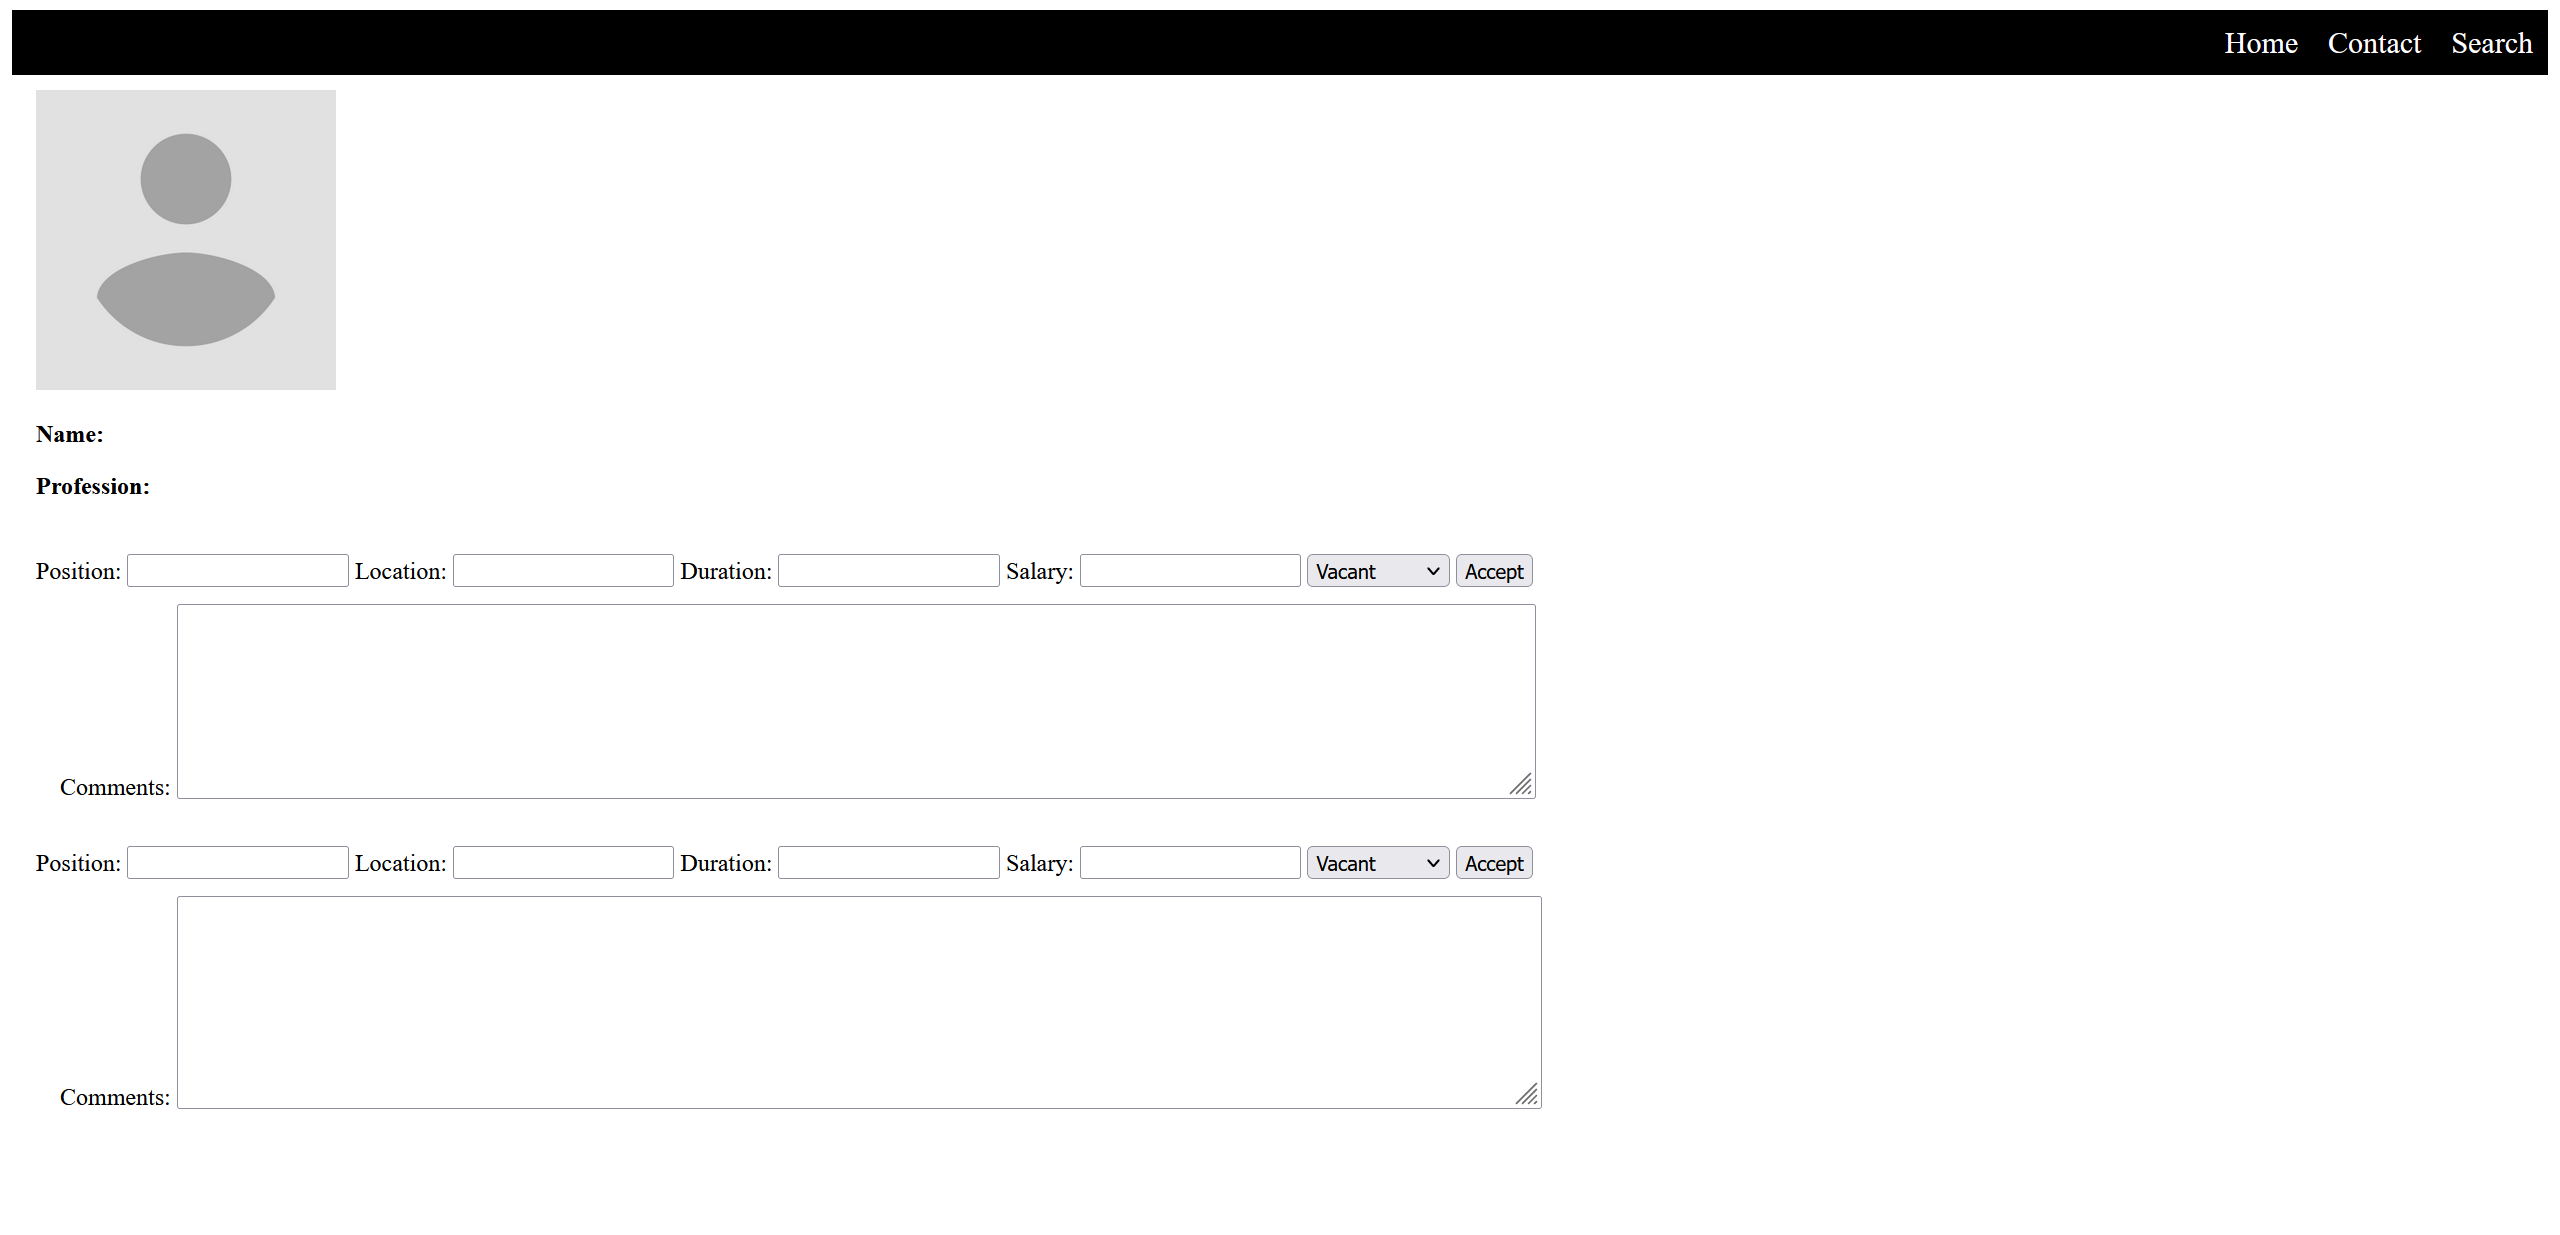 Home Contact Search
Name:
Profession:
Position: Location: Duration: Salary: Vacant Accept
Comments:
Position: Location: Duration: Salary: Vacant Accept
Comments: